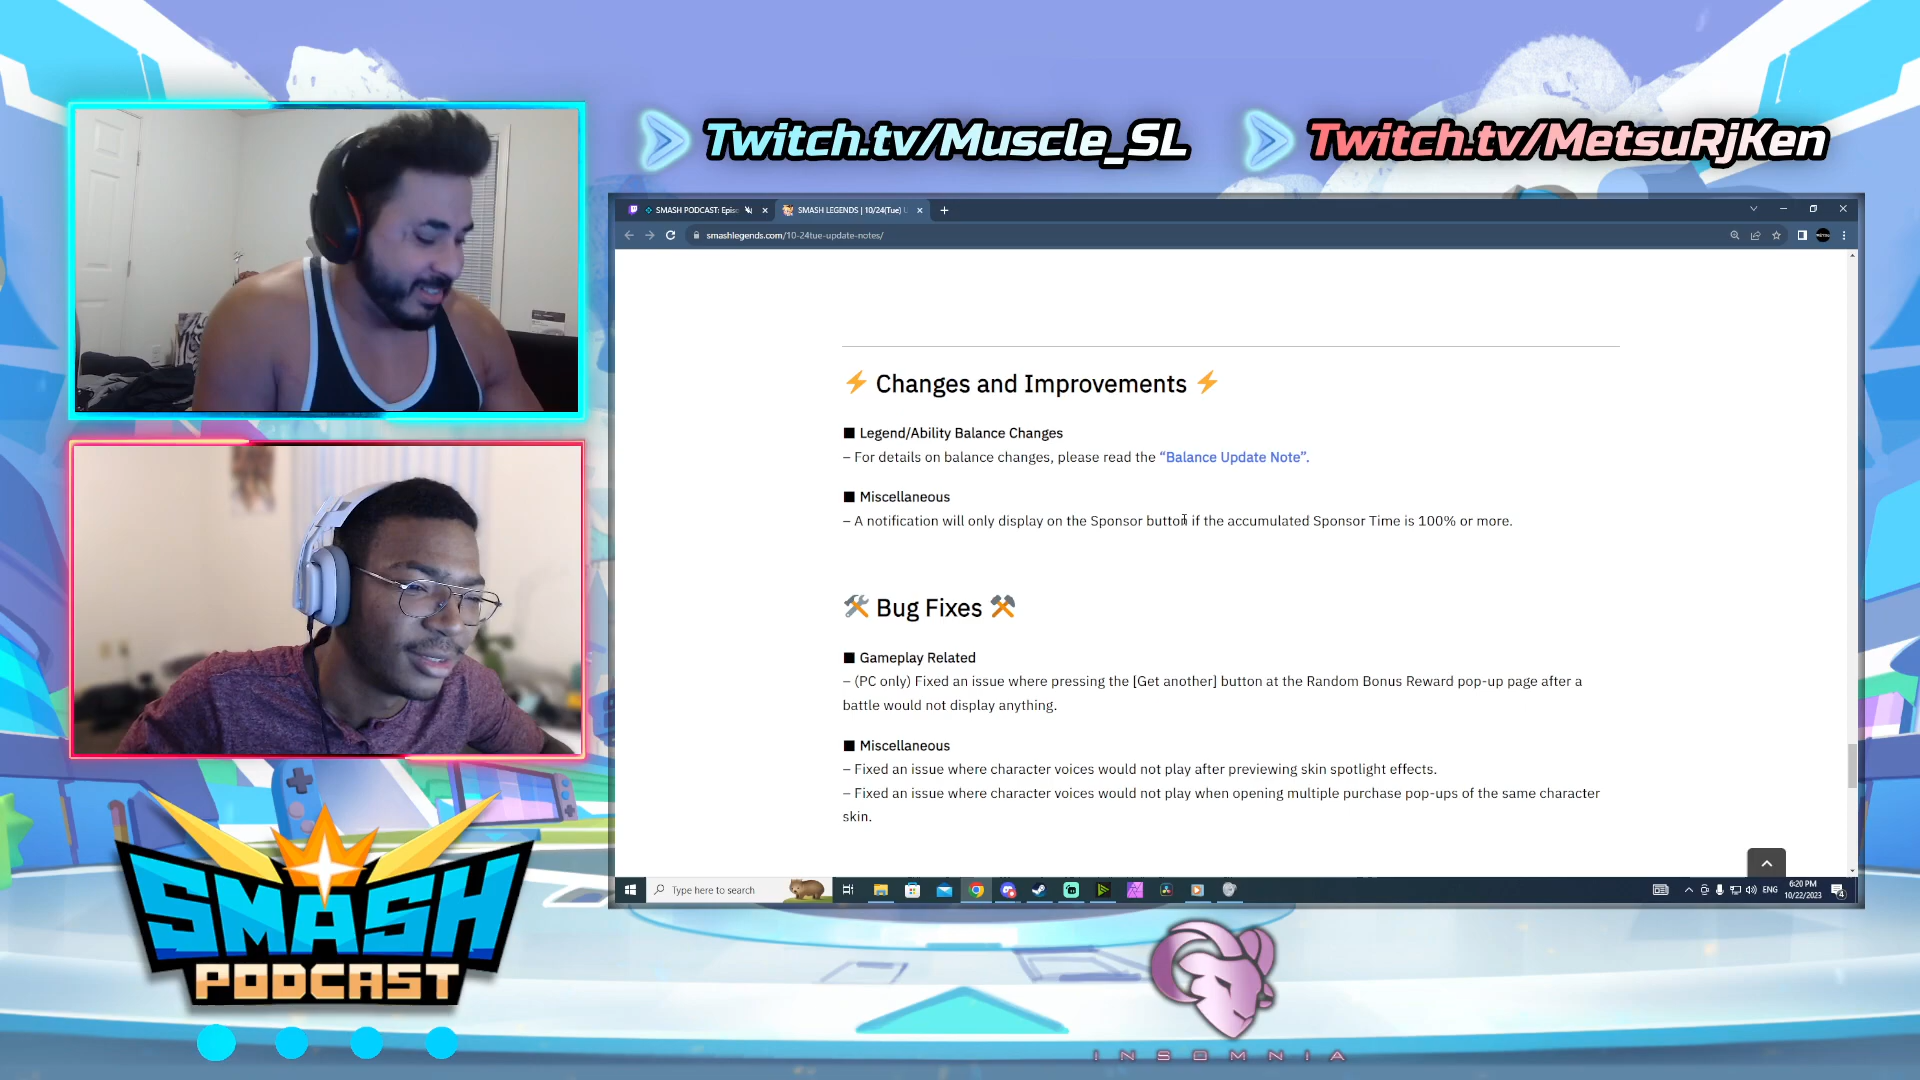 Twitch.tv/Muscle_SL
Twitch.tv/MetsuRjKen
SMASH PODCAST: Epis
SMASH LEGENDS | 10/24(Tue) U
smashlegends.com/10-24tue-update-notes/
⚡ Changes and Improvements ⚡
■ Legend/Ability Balance Changes
– For details on balance changes, please read the “Balance Update Note”.
■ Miscellaneous
– A notification will only display on the Sponsor button if the accumulated Sponsor Time is 100% or more.
🛠 Bug Fixes ⚒
■ Gameplay Related
– (PC only) Fixed an issue where pressing the [Get another] button at the Random Bonus Reward pop-up page after a
battle would not display anything.
■ Miscellaneous
– Fixed an issue where character voices would not play after previewing skin spotlight effects.
– Fixed an issue where character voices would not play when opening multiple purchase pop-ups of the same character
skin.
Type here to search
ENG
6:20 PM
10/22/2023
4
SMASH
PODCAST
INSOMNIA